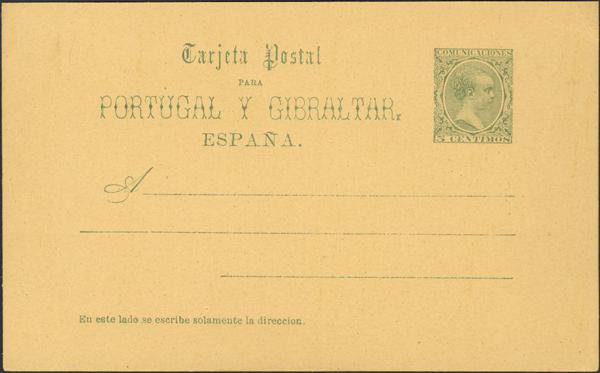 Tarjeta Postal
PARA
PORTUGAL Y GIBRALTAR.
ESPAÑA.
COMUNICACIONES
5 CENTIMOS
A
En este lado se escribe solamente la direccion.